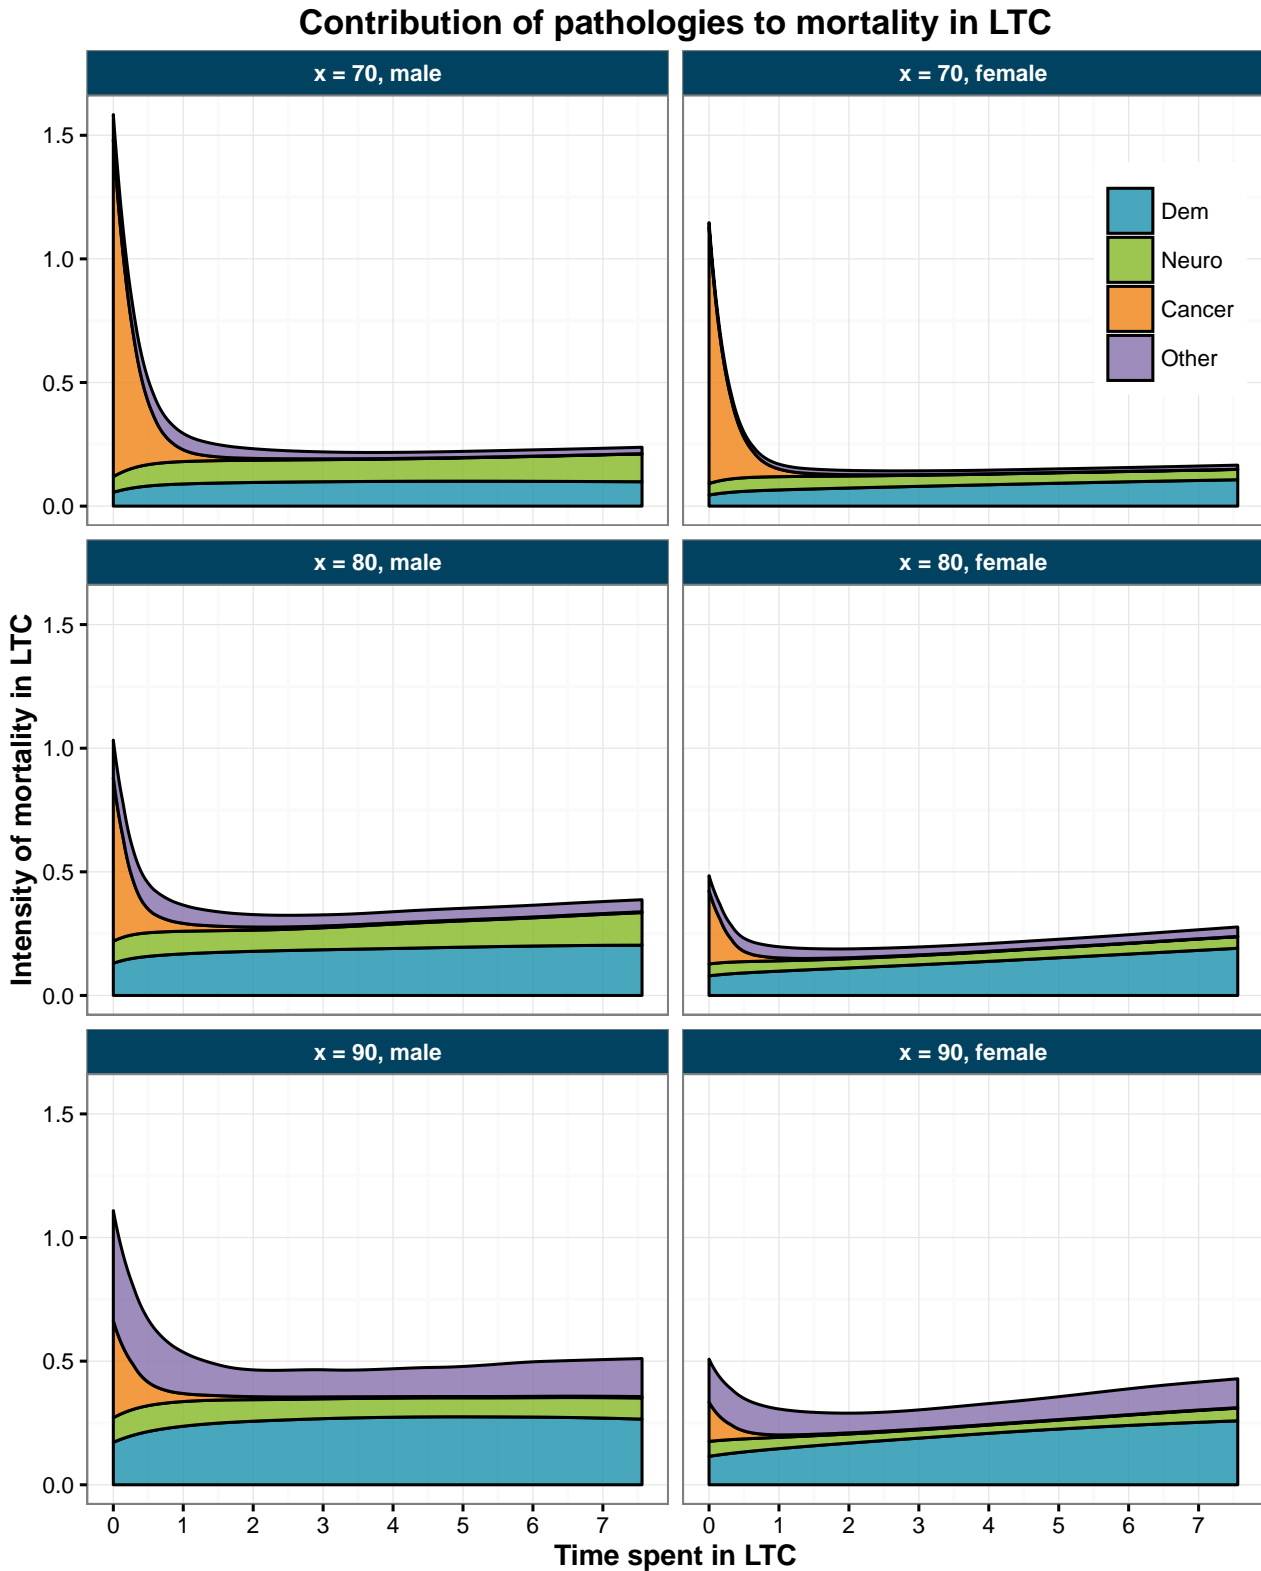 Contribution of pathologies to mortality in LTC
x = 70, male
x = 70, female
1.5
1.0
0.5
0.0
Dem
Neuro
Cancer
Other
x = 80, male
x = 80, female
1.5
1.0
0.5
0.0
Intensity of mortality in LTC
x = 90, male
x = 90, female
1.5
1.0
0.5
0.0
0 1 2 3 4 5 6 7
0 1 2 3 4 5 6 7
Time spent in LTC